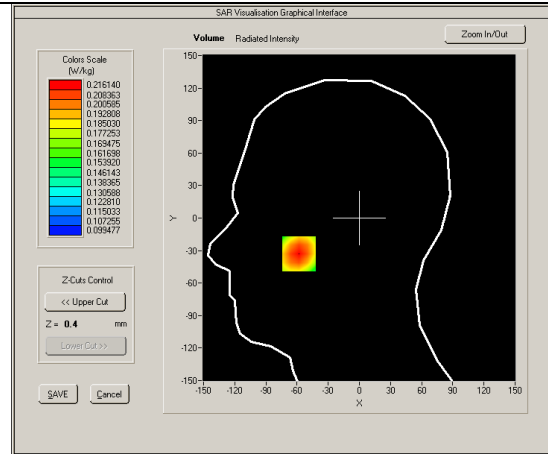 SAR Visualisation Graphical Interface
Volume Radiated Intensity
Zoom In/Out
Colors Scale
(W/kg)
0.216140
0.208363
0.200585
0.192808
0.185030
0.177253
0.169475
0.161698
0.153920
0.146143
0.138365
0.130588
0.122810
0.115033
0.107255
0.099477
Z-Cuts Control
<< Upper Cut
Z = 0.4 mm
Lower Cut >>
SAVE Cancel
150
120
90
60
30
0
-30
-60
-90
-120
-150
Y
-150 -120 -90 -60 -30 0 30 60 90 120 150
X